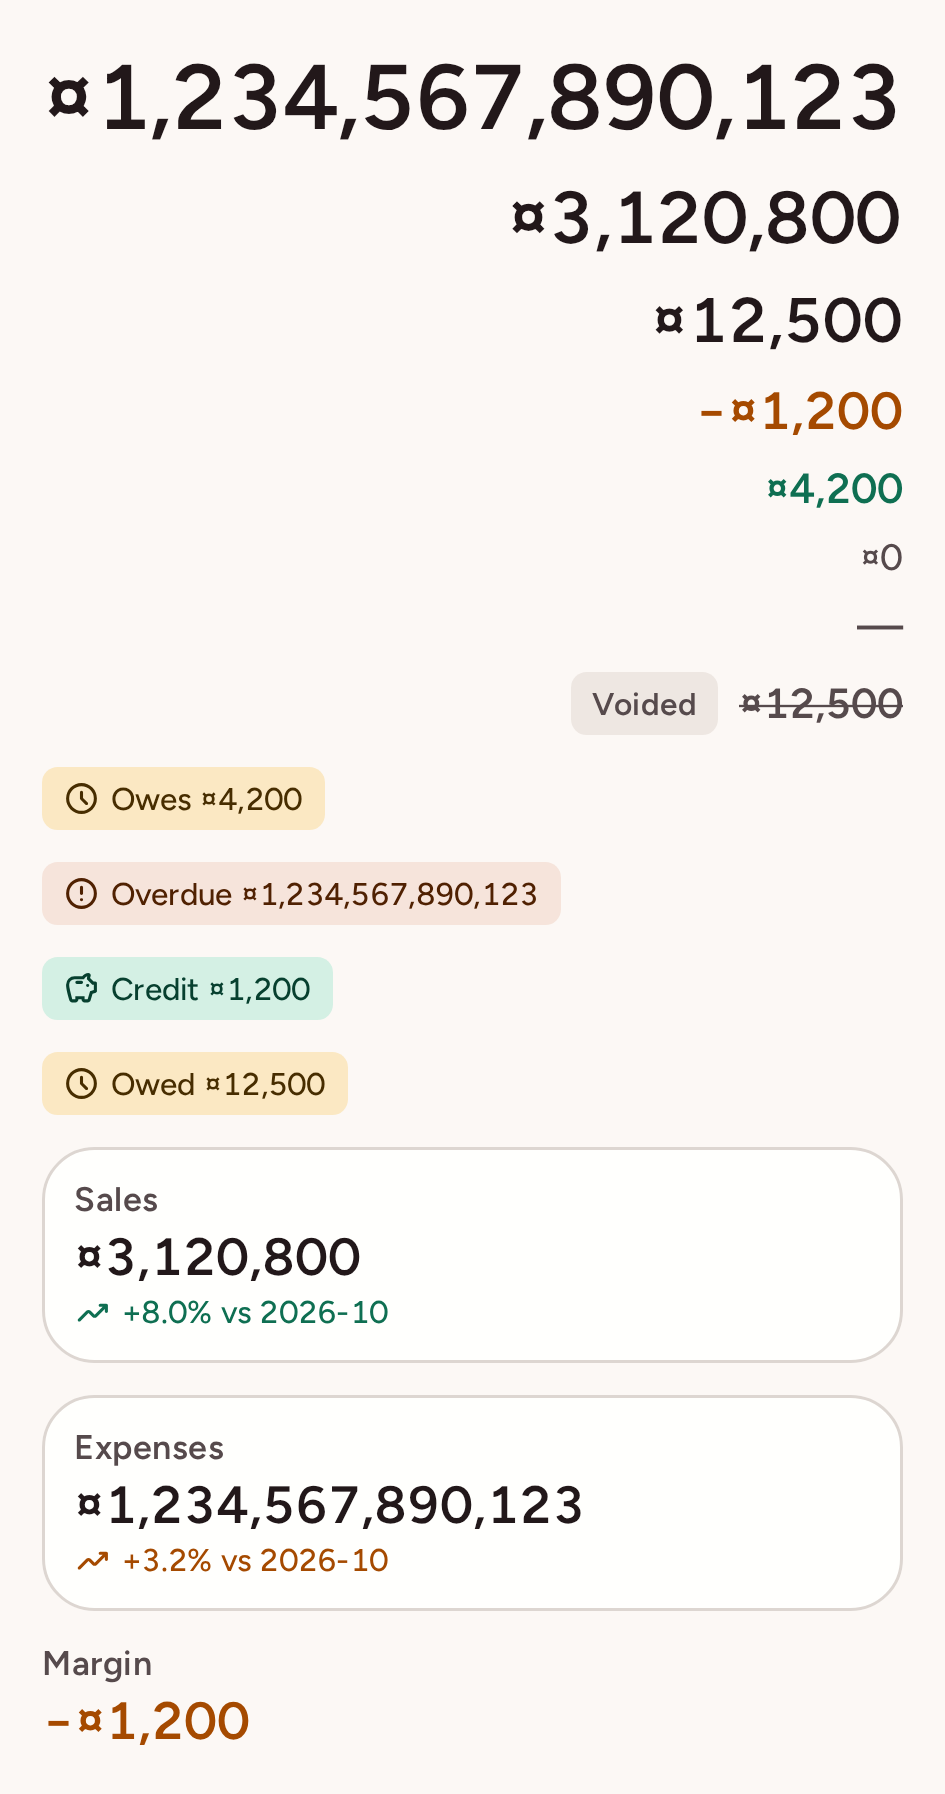 ¤1,234,567,890,123
¤3,120,800
¤12,500
−¤1,200
¤4,200
¤0
—
Voided ¤12,500
Owes ¤4,200
Overdue ¤1,234,567,890,123
Credit ¤1,200
Owed ¤12,500
Sales
¤3,120,800
+8.0% vs 2026-10
Expenses
¤1,234,567,890,123
+3.2% vs 2026-10
Margin
−¤1,200